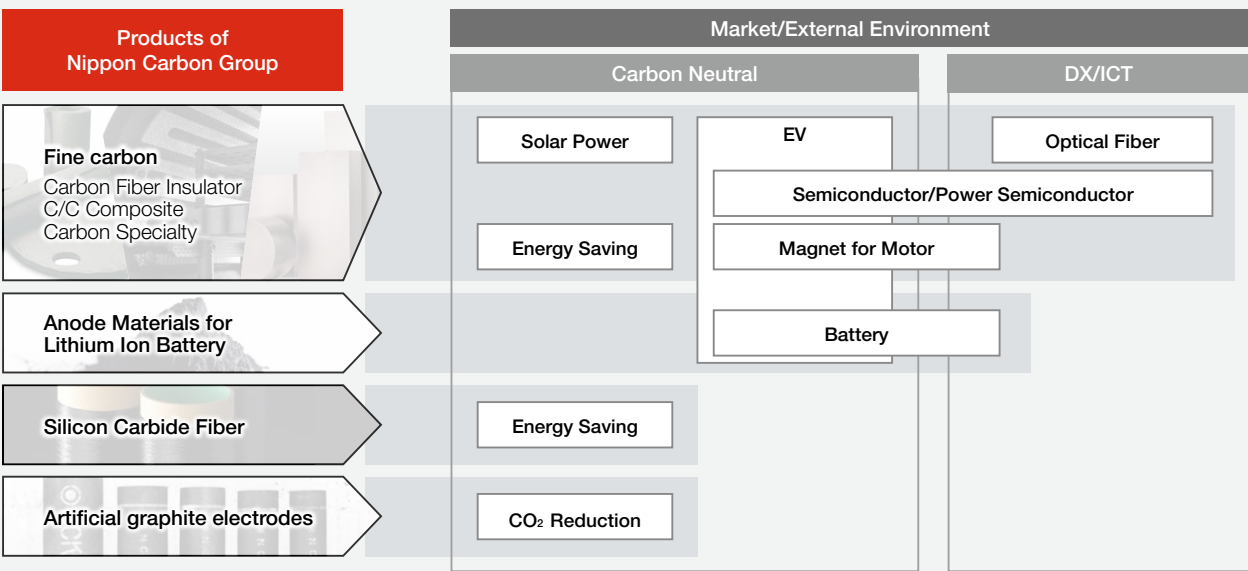 Products of
Nippon Carbon Group
Market/External Environment
Carbon Neutral
DX/ICT
Fine carbon
Carbon Fiber Insulator
C/C Composite
Carbon Specialty
Solar Power
EV
Optical Fiber
Semiconductor/Power Semiconductor
Energy Saving
Magnet for Motor
Anode Materials for
Lithium Ion Battery
Battery
Silicon Carbide Fiber
Energy Saving
Artificial graphite electrodes
CO₂ Reduction